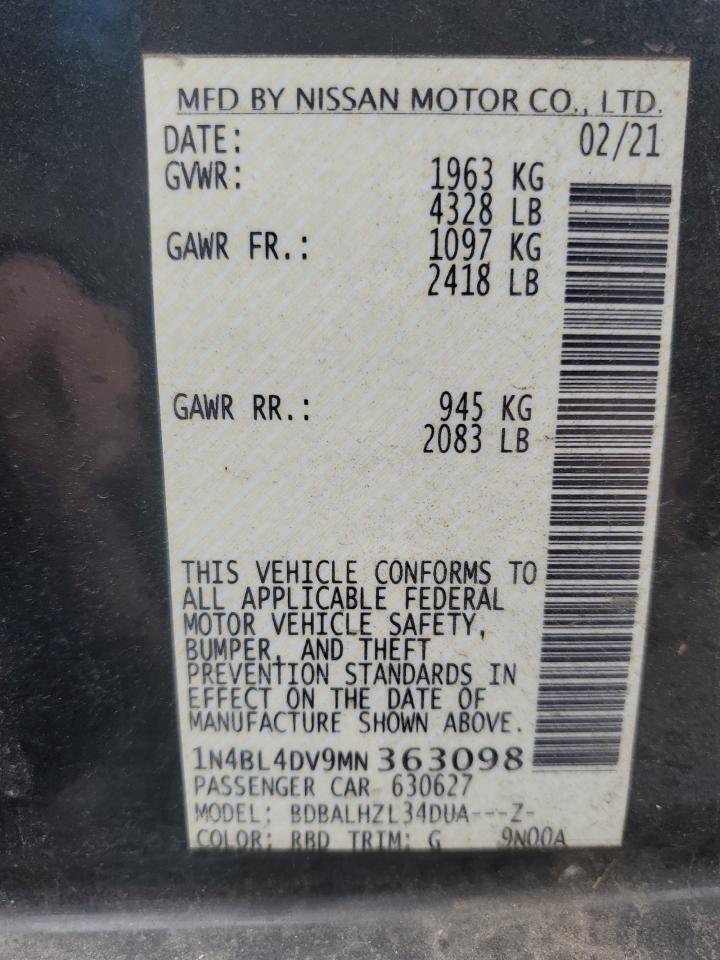 MFD BY NISSAN MOTOR CO., LTD.
DATE: 02/21
GVWR: 1963 KG
4328 LB
GAWR FR.: 1097 KG
2418 LB
GAWR RR.: 945 KG
2083 LB
THIS VEHICLE CONFORMS TO
ALL APPLICABLE FEDERAL
MOTOR VEHICLE SAFETY,
BUMPER, AND THEFT
PREVENTION STANDARDS IN
EFFECT ON THE DATE OF
MANUFACTURE SHOWN ABOVE.
1N4BL4DV9MN 363098
PASSENGER CAR 630627
MODEL: BDBALHZL34DUA---Z-
COLOR: RBD TRIM: G 9N00A